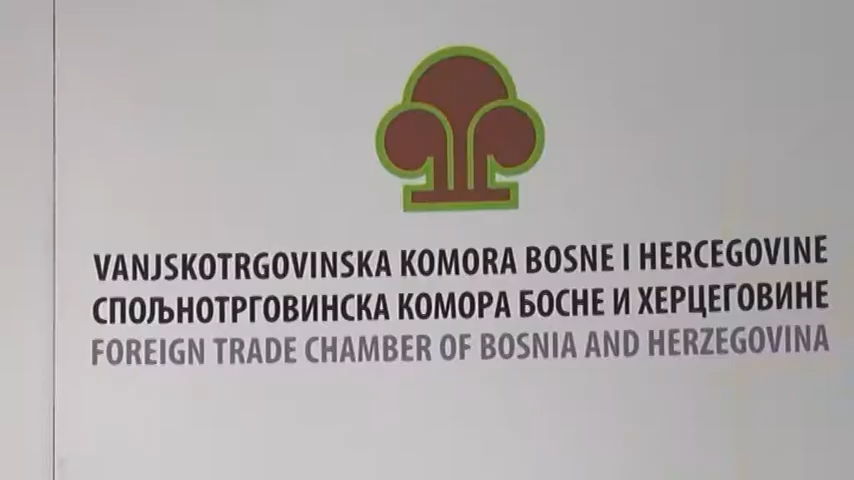 VANJSKOTRGOVINSKA KOMORA BOSNE I HERCEGOVINE
СПОЉНОТРГОВИНСКА КОМОРА БОСНЕ И ХЕРЦЕГОВИНЕ
FOREIGN TRADE CHAMBER OF BOSNIA AND HERZEGOVINA